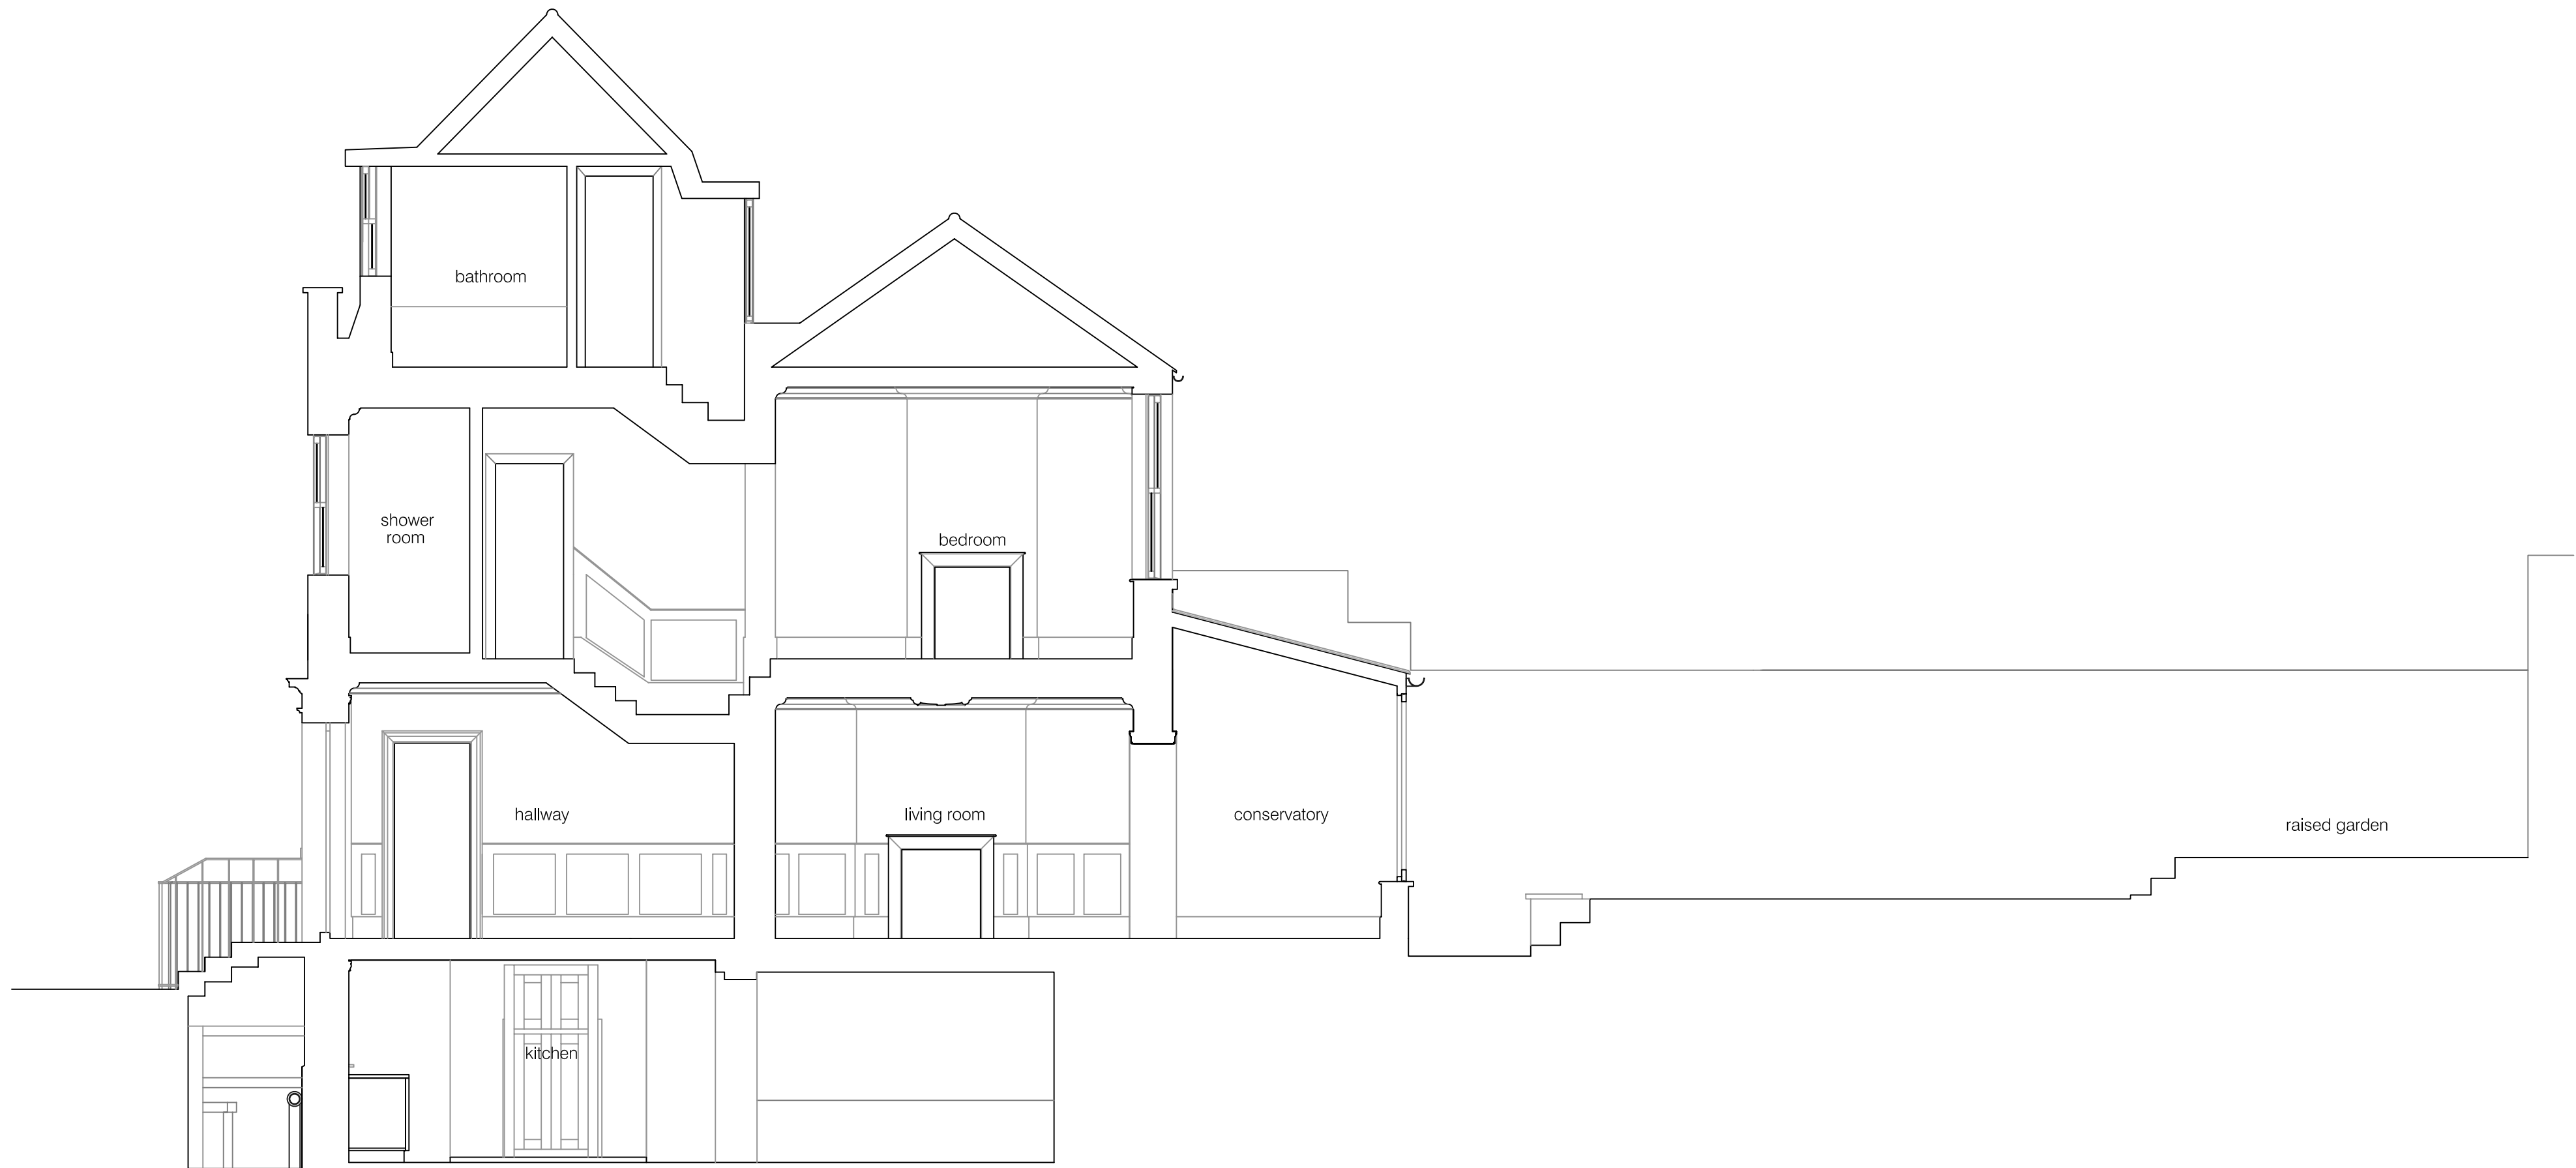 bathroom
shower
room
bedroom
hallway
living room
conservatory
raised garden
kitchen